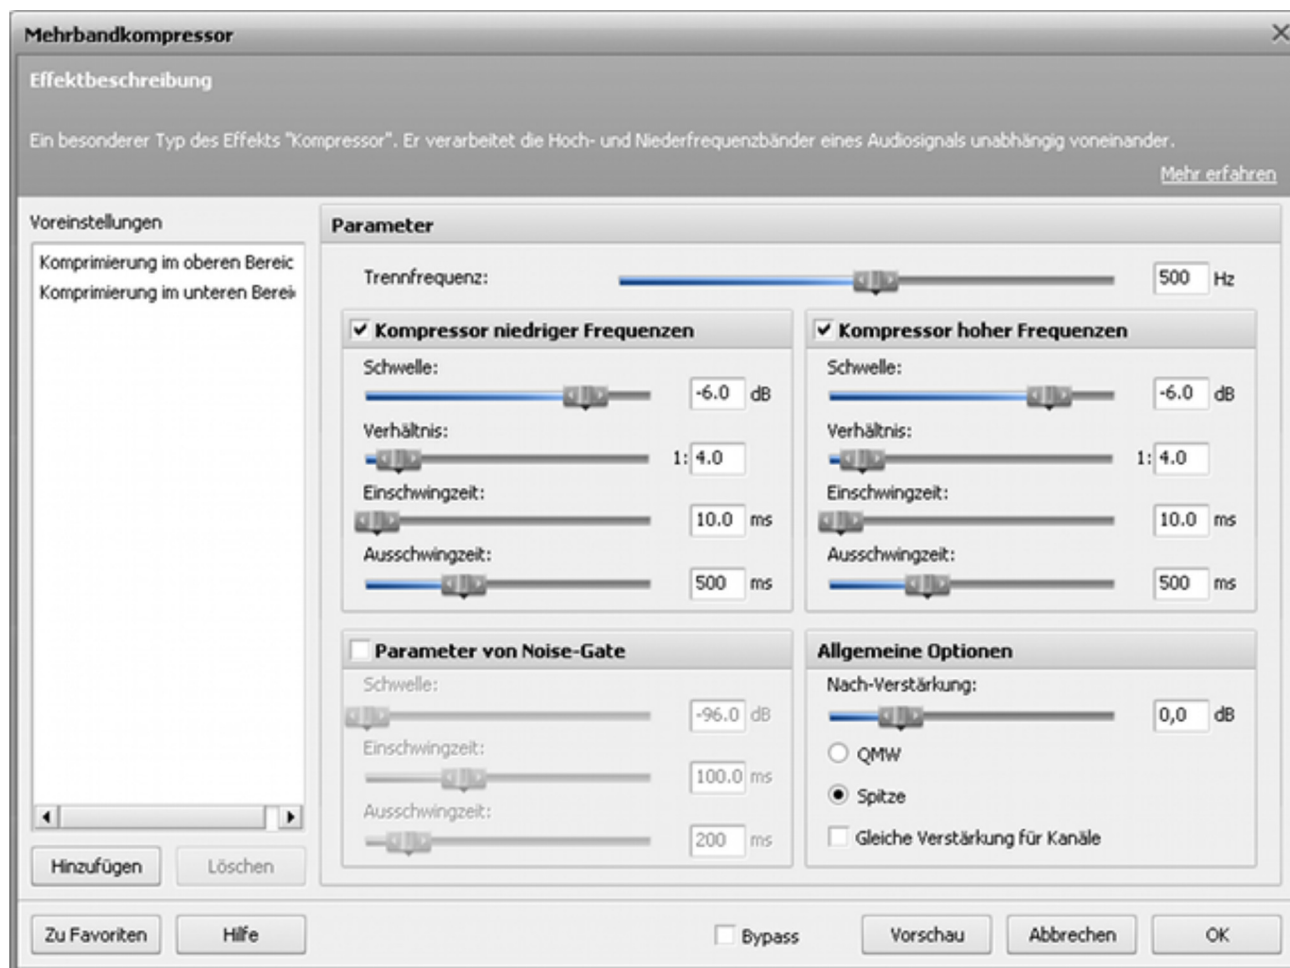 Mehrbandkompressor
Effektbeschreibung
Ein besonderer Typ des Effekts "Kompressor". Er verarbeitet die Hoch- und Niederfrequenzbänder eines Audiosignals unabhängig voneinander.
Mehr erfahren
Voreinstellungen
Komprimierung im oberen Bereic
Komprimierung im unteren Berei
Hinzufügen
Löschen
Parameter
Trennfrequenz: 500 Hz
Kompressor niedriger Frequenzen
Schwelle:
-6.0 dB
Verhältnis:
1: 4.0
Einschwingzeit:
10.0 ms
Ausschwingzeit:
500 ms
Kompressor hoher Frequenzen
Schwelle:
-6.0 dB
Verhältnis:
1: 4.0
Einschwingzeit:
10.0 ms
Ausschwingzeit:
500 ms
Parameter von Noise-Gate
Schwelle:
-96.0 dB
Einschwingzeit:
100.0 ms
Ausschwingzeit:
200 ms
Allgemeine Optionen
Nach-Verstärkung:
0,0 dB
QMW
Spitze
Gleiche Verstärkung für Kanäle
Zu Favoriten
Hilfe
Bypass
Vorschau
Abbrechen
OK